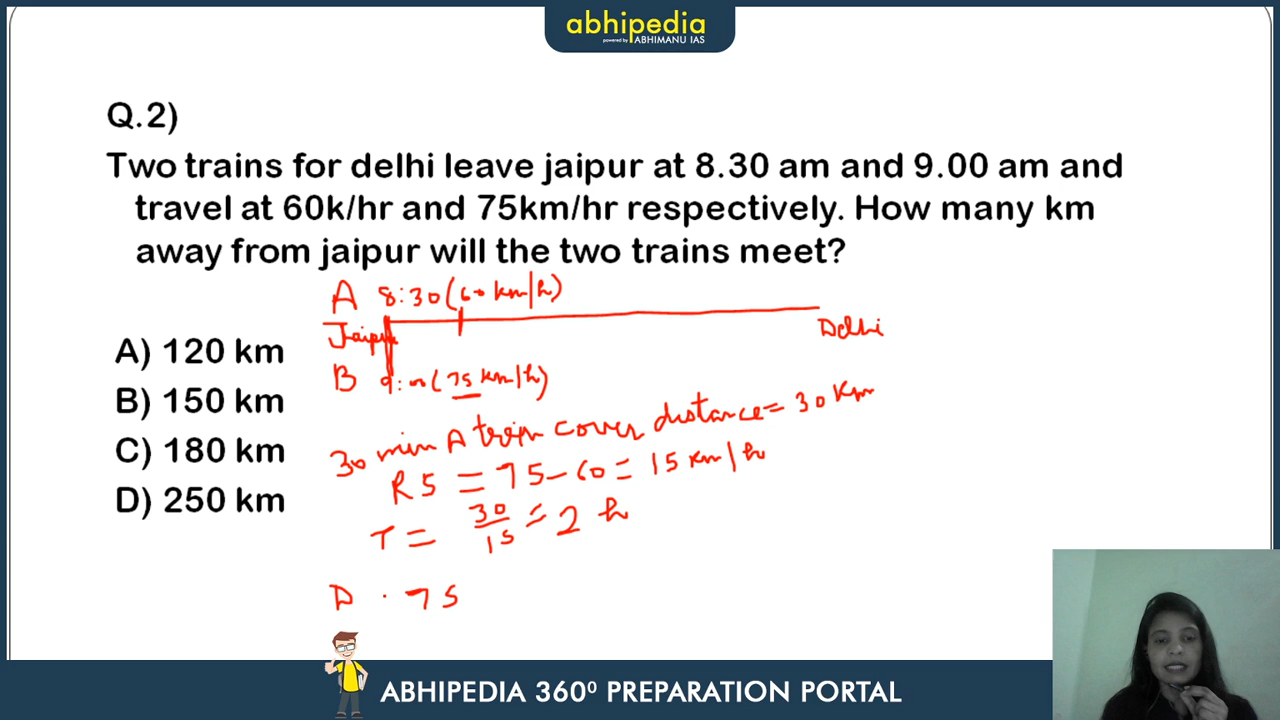 abhipedia
powered by ABHIMANU IAS
Q.2)
Two trains for delhi leave jaipur at 8.30 am and 9.00 am and
travel at 60k/hr and 75km/hr respectively. How many km
away from jaipur will the two trains meet?
A 8:30 (60 km/h)
Jaipur
Delhi
B 9:00 (75 km/h)
A) 120 km
B) 150 km
C) 180 km
D) 250 km
30 min A train cover distance = 30 Km
RS = 75-60 = 15 km/h
T = 30/15 = 2 h
D . 75
ABHIPEDIA 360⁰ PREPARATION PORTAL